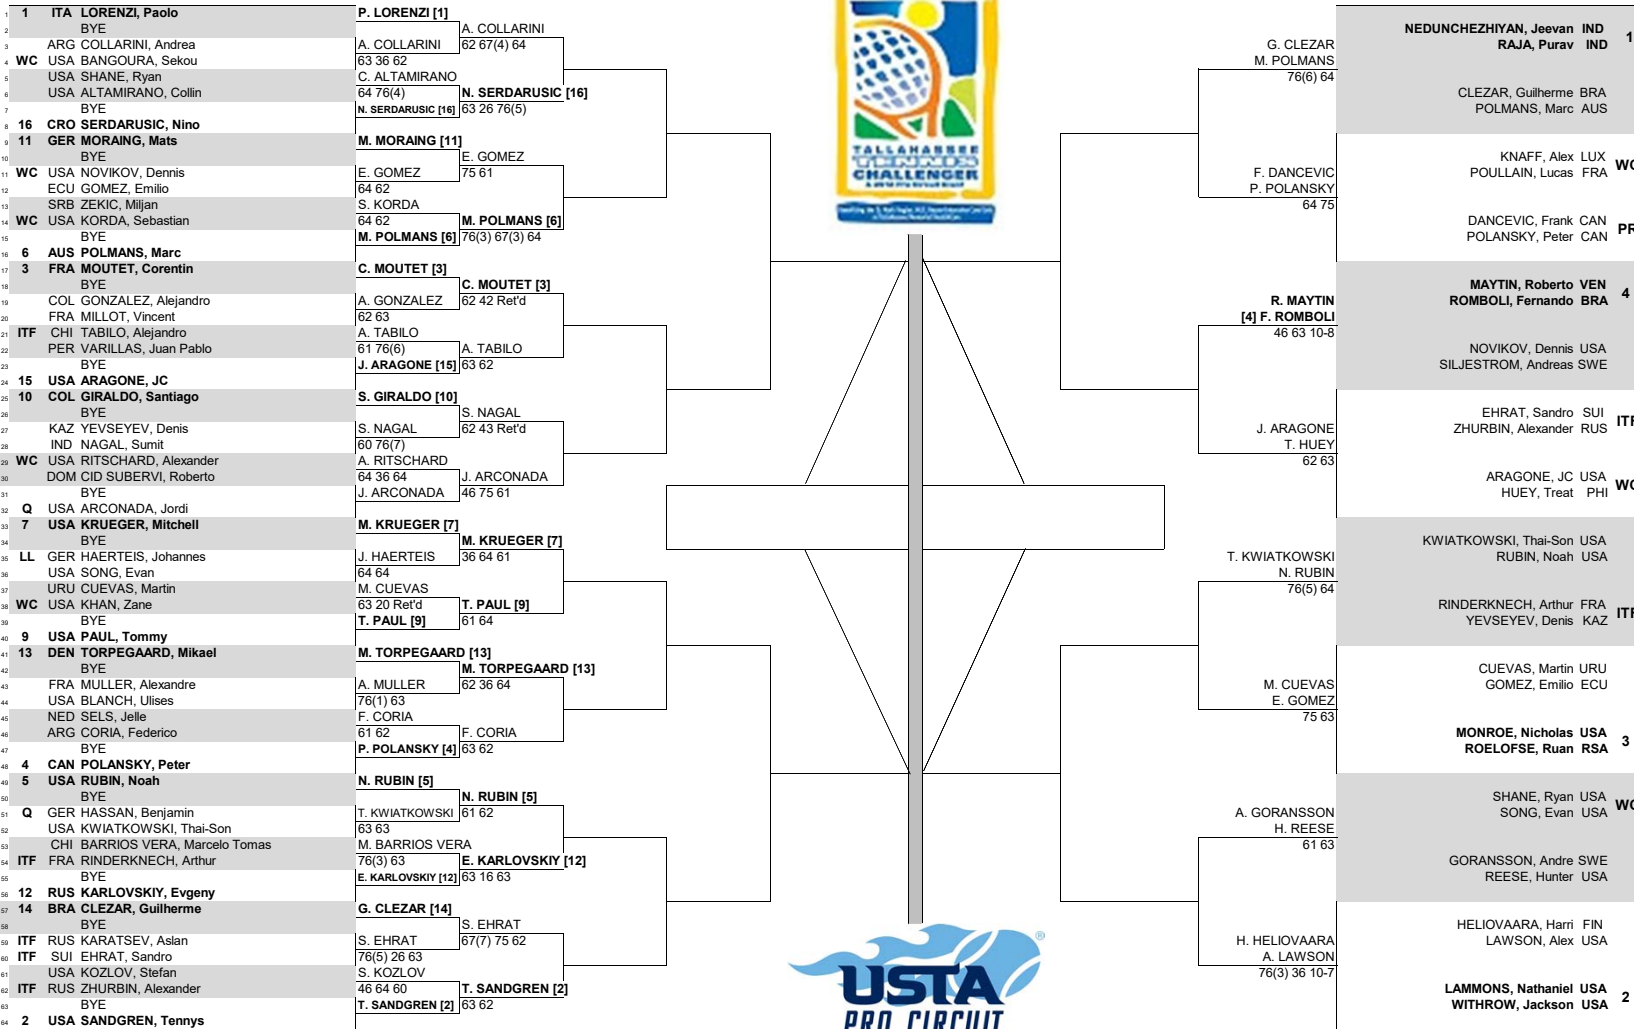 1 1 ITA LORENZI, Paolo
2 BYE
3 ARG COLLARINI, Andrea
4 WC USA BANGOURA, Sekou
5 USA SHANE, Ryan
6 USA ALTAMIRANO, Collin
7 BYE
8 16 CRO SERDARUSIC, Nino
9 11 GER MORAING, Mats
10 BYE
11 WC USA NOVIKOV, Dennis
12 ECU GOMEZ, Emilio
13 SRB ZEKIC, Miljan
14 WC USA KORDA, Sebastian
15 BYE
16 6 AUS POLMANS, Marc
17 3 FRA MOUTET, Corentin
18 BYE
19 COL GONZALEZ, Alejandro
20 FRA MILLOT, Vincent
21 ITF CHI TABILO, Alejandro
22 PER VARILLAS, Juan Pablo
23 BYE
24 15 USA ARAGONE, JC
25 10 COL GIRALDO, Santiago
26 BYE
27 KAZ YEVSEYEV, Denis
28 IND NAGAL, Sumit
29 WC USA RITSCHARD, Alexander
30 DOM CID SUBERVI, Roberto
31 BYE
32 Q USA ARCONADA, Jordi
33 7 USA KRUEGER, Mitchell
34 BYE
35 LL GER HAERTEIS, Johannes
36 USA SONG, Evan
37 URU CUEVAS, Martin
38 WC USA KHAN, Zane
39 BYE
40 9 USA PAUL, Tommy
41 13 DEN TORPEGAARD, Mikael
42 BYE
43 FRA MULLER, Alexandre
44 USA BLANCH, Ulises
45 NED SELS, Jelle
46 ARG CORIA, Federico
47 BYE
48 4 CAN POLANSKY, Peter
49 5 USA RUBIN, Noah
50 BYE
51 Q GER HASSAN, Benjamin
52 USA KWIATKOWSKI, Thai-Son
53 CHI BARRIOS VERA, Marcelo Tomas
54 ITF FRA RINDERKNECH, Arthur
55 BYE
56 12 RUS KARLOVSKIY, Evgeny
57 14 BRA CLEZAR, Guilherme
58 BYE
59 ITF RUS KARATSEV, Aslan
60 ITF SUI EHRAT, Sandro
61 USA KOZLOV, Stefan
62 ITF RUS ZHURBIN, Alexander
63 BYE
64 2 USA SANDGREN, Tennys
P. LORENZI [1]
A. COLLARINI
63 36 62
C. ALTAMIRANO
64 76(4)
N. SERDARUSIC [16]
M. MORAING [11]
E. GOMEZ
64 62
S. KORDA
64 62
M. POLMANS [6]
C. MOUTET [3]
A. GONZALEZ
62 63
A. TABILO
61 76(6)
J. ARAGONE [15]
S. GIRALDO [10]
S. NAGAL
60 76(7)
A. RITSCHARD
64 36 64
J. ARCONADA
M. KRUEGER [7]
J. HAERTEIS
64 64
M. CUEVAS
63 20 Ret'd
T. PAUL [9]
M. TORPEGAARD [13]
A. MULLER
76(1) 63
F. CORIA
61 62
P. POLANSKY [4]
N. RUBIN [5]
T. KWIATKOWSKI
63 63
M. BARRIOS VERA
76(3) 63
E. KARLOVSKIY [12]
G. CLEZAR [14]
S. EHRAT
76(5) 26 63
S. KOZLOV
46 64 60
T. SANDGREN [2]
A. COLLARINI
62 67(4) 64
N. SERDARUSIC [16]
63 26 76(5)
E. GOMEZ
75 61
M. POLMANS [6]
76(3) 67(3) 64
C. MOUTET [3]
62 42 Ret'd
A. TABILO
63 62
S. NAGAL
62 43 Ret'd
J. ARCONADA
46 75 61
M. KRUEGER [7]
36 64 61
T. PAUL [9]
61 64
M. TORPEGAARD [13]
62 36 64
F. CORIA
63 62
N. RUBIN [5]
61 62
E. KARLOVSKIY [12]
63 16 63
S. EHRAT
67(7) 75 62
T. SANDGREN [2]
63 62
TALLAHASSEE
TENNIS
CHALLENGER
USTA
PRO CIRCUIT
®
G. CLEZAR
M. POLMANS
76(6) 64
F. DANCEVIC
P. POLANSKY
64 75
R. MAYTIN
[4] F. ROMBOLI
46 63 10-8
J. ARAGONE
T. HUEY
62 63
T. KWIATKOWSKI
N. RUBIN
76(5) 64
M. CUEVAS
E. GOMEZ
75 63
A. GORANSSON
H. REESE
61 63
H. HELIOVAARA
A. LAWSON
76(3) 36 10-7
NEDUNCHEZHIYAN, Jeevan IND
RAJA, Purav IND 1
CLEZAR, Guilherme BRA
POLMANS, Marc AUS
KNAFF, Alex LUX
POULLAIN, Lucas FRA WC
DANCEVIC, Frank CAN
POLANSKY, Peter CAN PR
MAYTIN, Roberto VEN
ROMBOLI, Fernando BRA 4
NOVIKOV, Dennis USA
SILJESTROM, Andreas SWE
EHRAT, Sandro SUI
ZHURBIN, Alexander RUS ITF
ARAGONE, JC USA
HUEY, Treat PHI WC
KWIATKOWSKI, Thai-Son USA
RUBIN, Noah USA
RINDERKNECH, Arthur FRA
YEVSEYEV, Denis KAZ ITF
CUEVAS, Martin URU
GOMEZ, Emilio ECU
MONROE, Nicholas USA
ROELOFSE, Ruan RSA 3
SHANE, Ryan USA
SONG, Evan USA WC
GORANSSON, Andre SWE
REESE, Hunter USA
HELIOVAARA, Harri FIN
LAWSON, Alex USA
LAMMONS, Nathaniel USA
WITHROW, Jackson USA 2